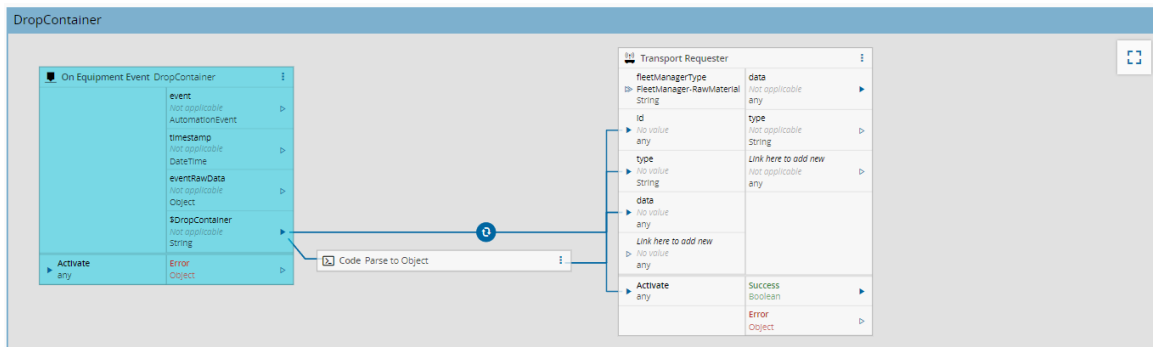 DropContainer
On Equipment Event DropContainer
event
Not applicable
AutomationEvent
timestamp
Not applicable
DateTime
eventRawData
Not applicable
Object
$DropContainer
Not applicable
String
Activate
any
Error
Object
Code Parse to Object
Transport Requester
fleetManagerType
FleetManager-RawMaterial
String
id
No value
any
type
No value
String
data
No value
any
Link here to add new
No value
any
data
Not applicable
any
type
Not applicable
String
Link here to add new
Not applicable
any
Activate
any
Success
Boolean
Error
Object